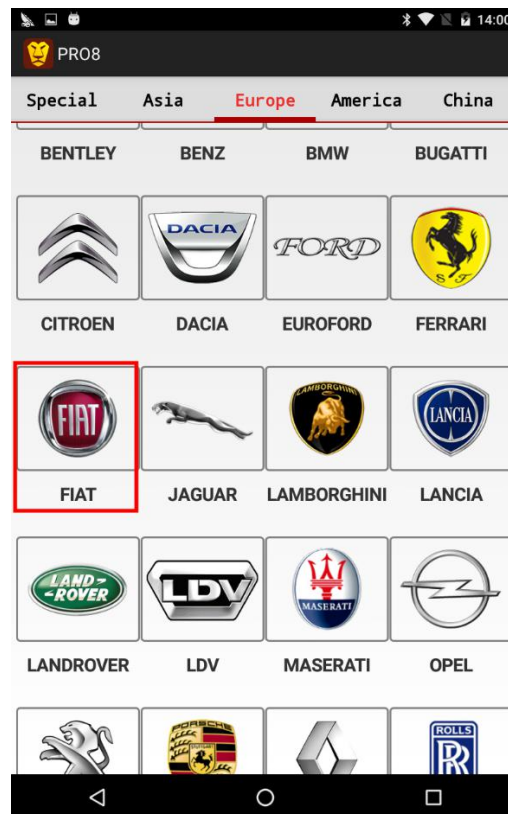 14:00
PRO8
Special Asia Europe America China
BENTLEY BENZ BMW BUGATTI
DACIA FORD S F
CITROEN DACIA EUROFORD FERRARI
FIAT LAMBORGHINI LANCIA
FIAT JAGUAR LAMBORGHINI LANCIA
LAND-
ROVER LDV MASERATI
LANDROVER LDV MASERATI OPEL
PORSCHE ROLLS
RR